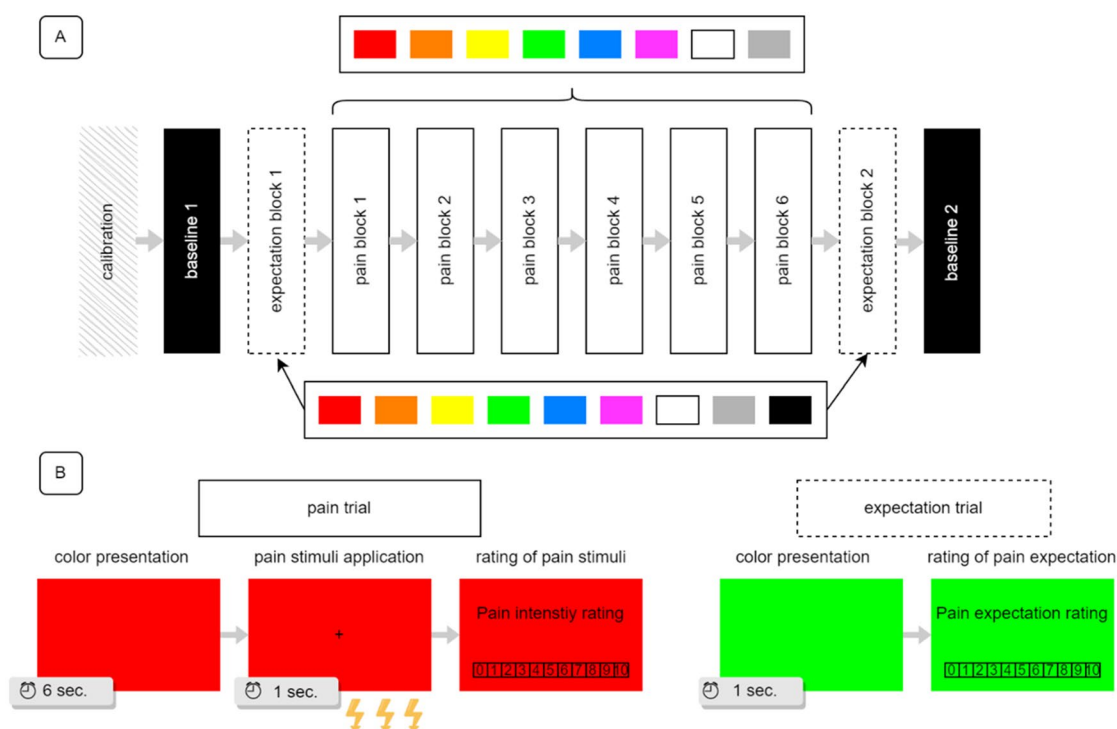 A
calibration
baseline 1
expectation block 1
pain block 1
pain block 2
pain block 3
pain block 4
pain block 5
pain block 6
expectation block 2
baseline 2
B
pain trial
expectation trial
color presentation
pain stimuli application
rating of pain stimuli
color presentation
rating of pain expectation
+
Pain intenstiy rating
Pain expectation rating
0 1 2 3 4 5 6 7 8 9 10
0 1 2 3 4 5 6 7 8 9 10
6 sec.
1 sec.
1 sec.